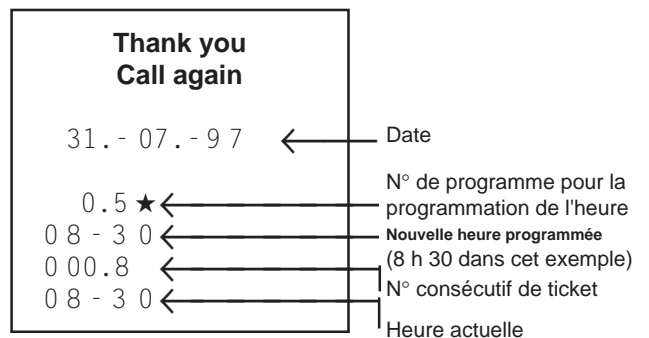 Thank you
Call again
31.-07.-97
Date
N° de programme pour la
programmation de l'heure
0.5★
08-30
Nouvelle heure programmée
(8 h 30 dans cet exemple)
000.8
N° consécutif de ticket
08-30
Heure actuelle